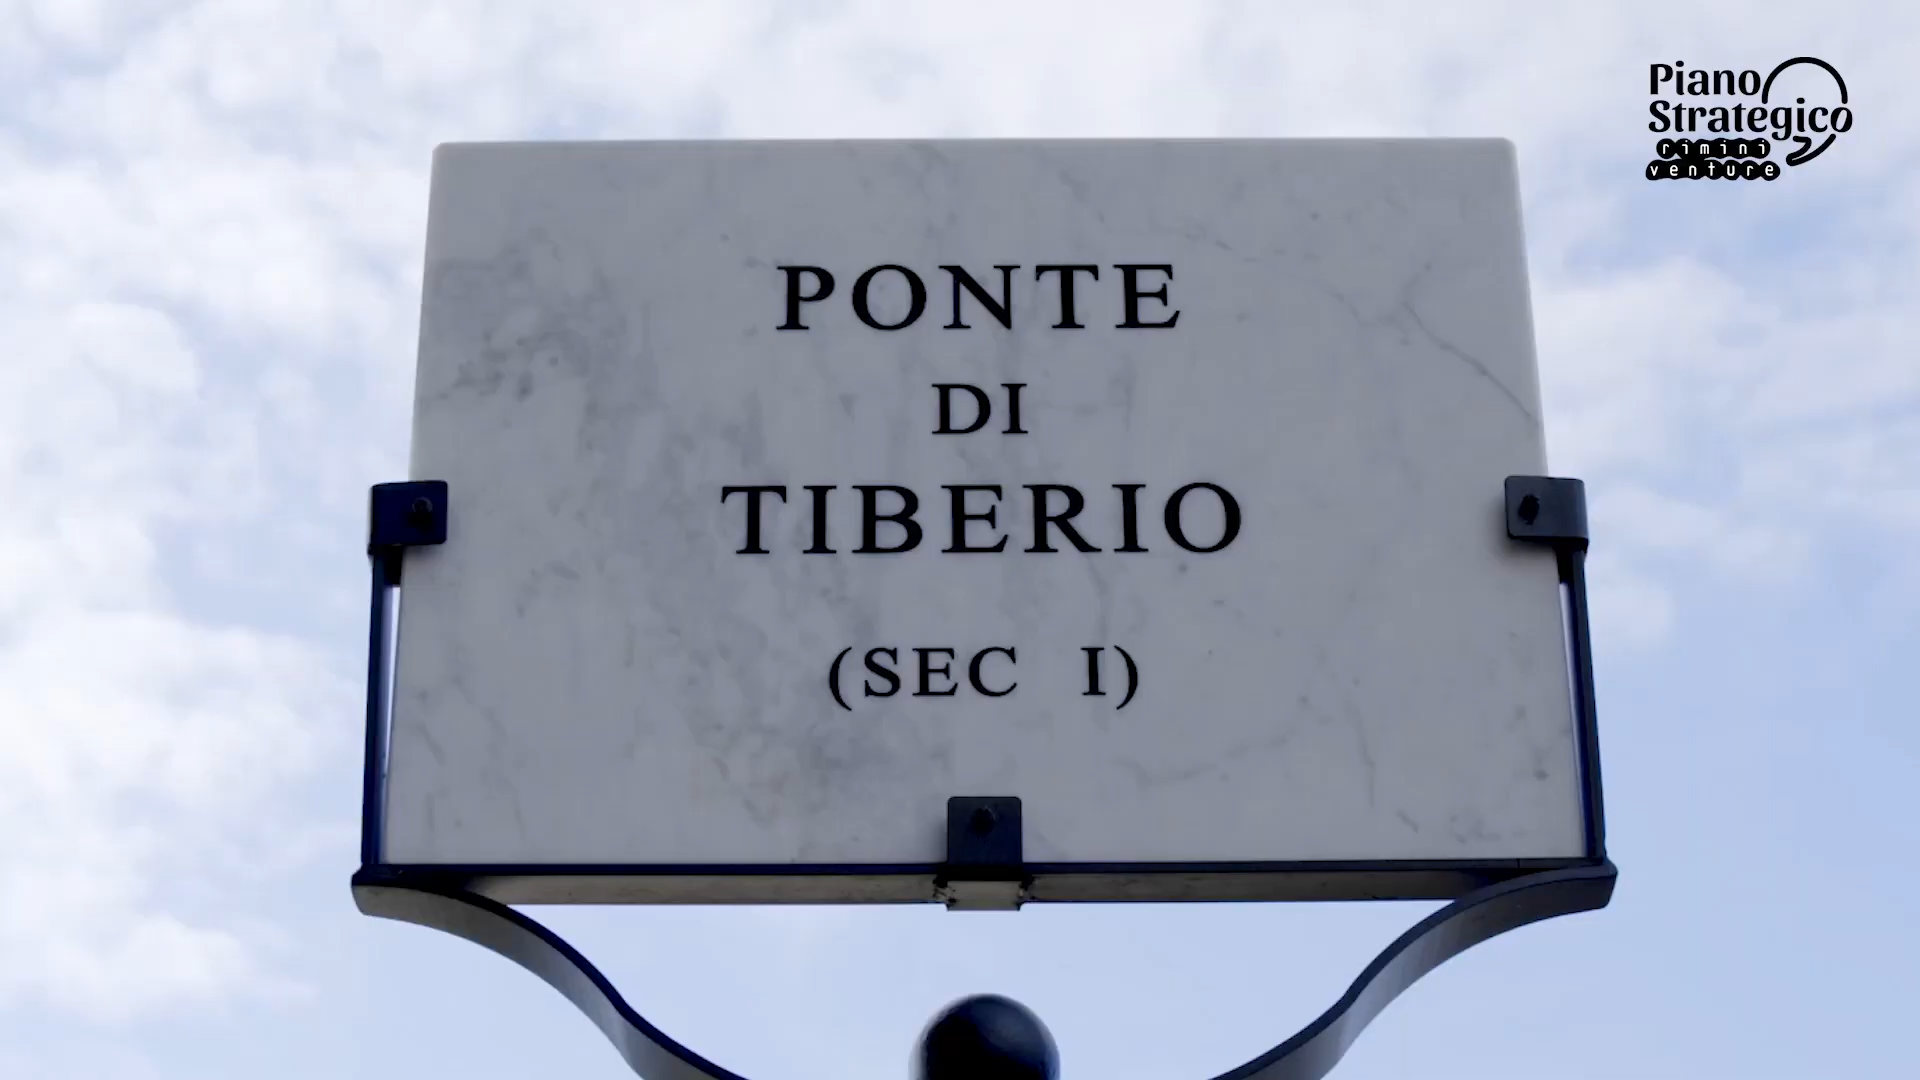 PONTE
DI
TIBERIO
(SEC I)
Piano
Strategico
rimini
venture